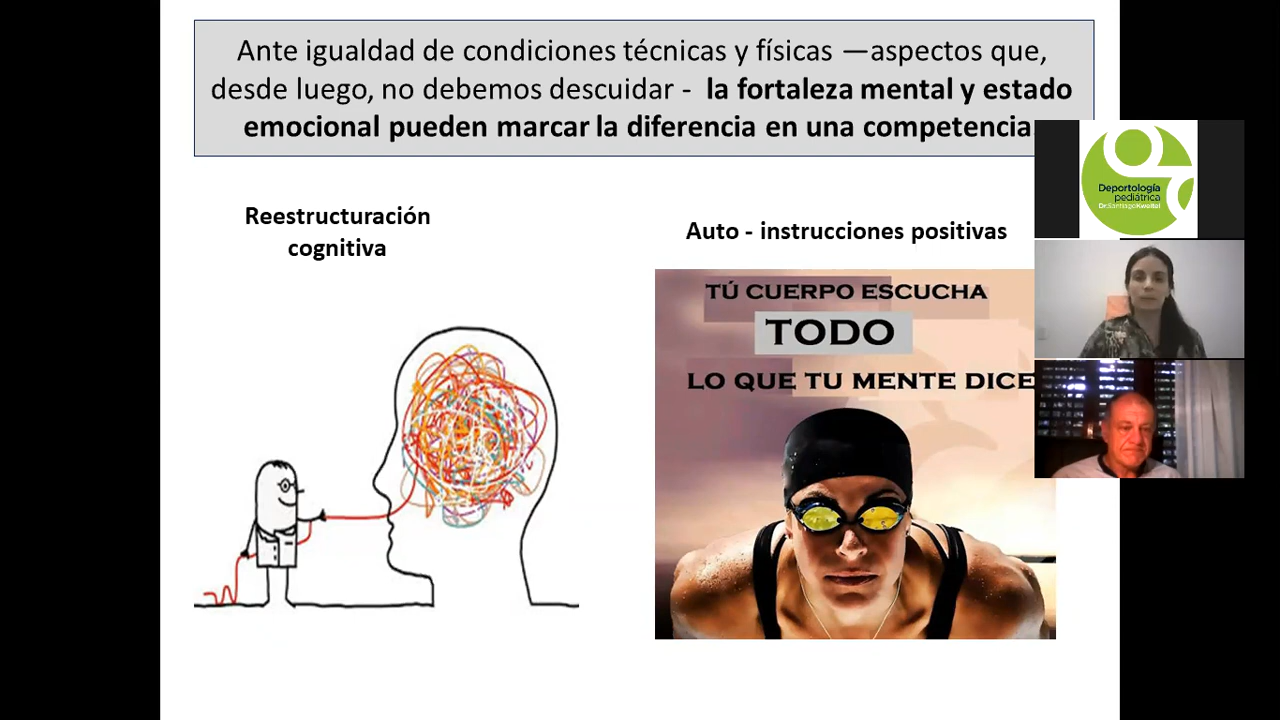 Ante igualdad de condiciones técnicas y físicas —aspectos que,
desde luego, no debemos descuidar - la fortaleza mental y estado
emocional pueden marcar la diferencia en una competencia.
Reestructuración
cognitiva
Auto - instrucciones positivas
TÚ CUERPO ESCUCHA
TODO
LO QUE TU MENTE DICE
Deportología
pediátrica
Dr.SantiagoKweitel